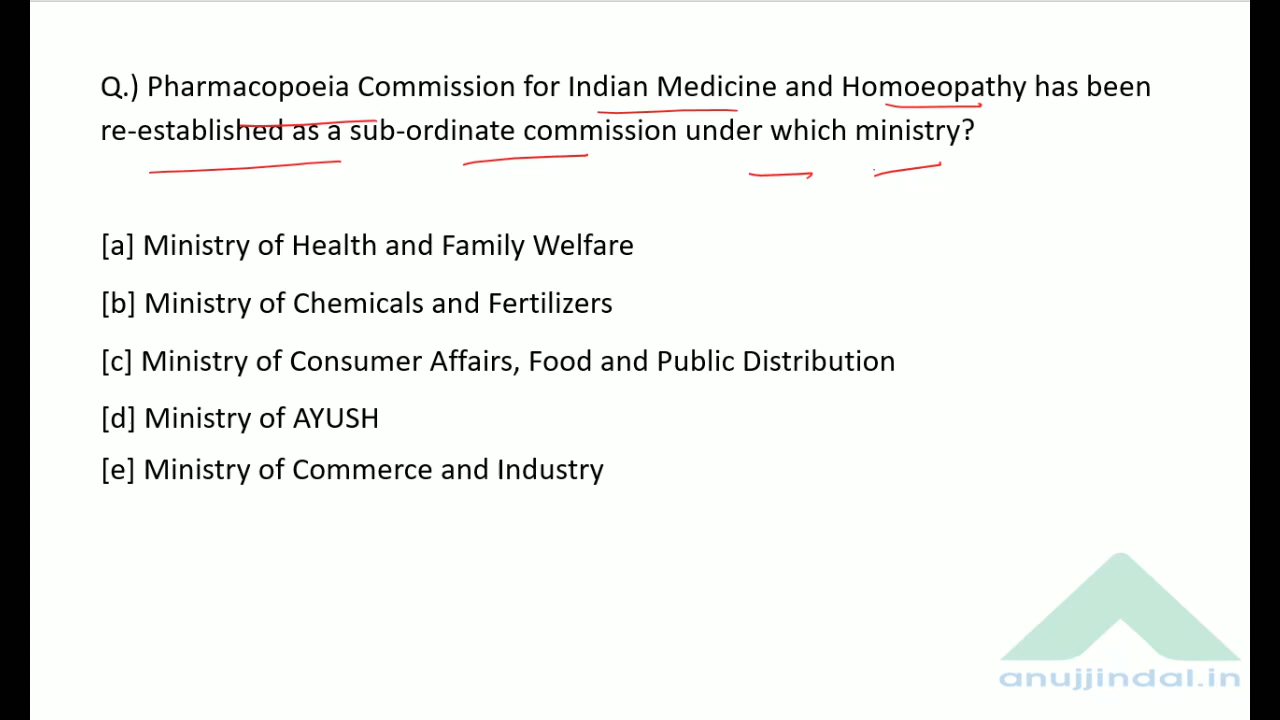 Q.) Pharmacopoeia Commission for Indian Medicine and Homoeopathy has been
re-established as a sub-ordinate commission under which ministry?
[a] Ministry of Health and Family Welfare
[b] Ministry of Chemicals and Fertilizers
[c] Ministry of Consumer Affairs, Food and Public Distribution
[d] Ministry of AYUSH
[e] Ministry of Commerce and Industry
anujjindal.in